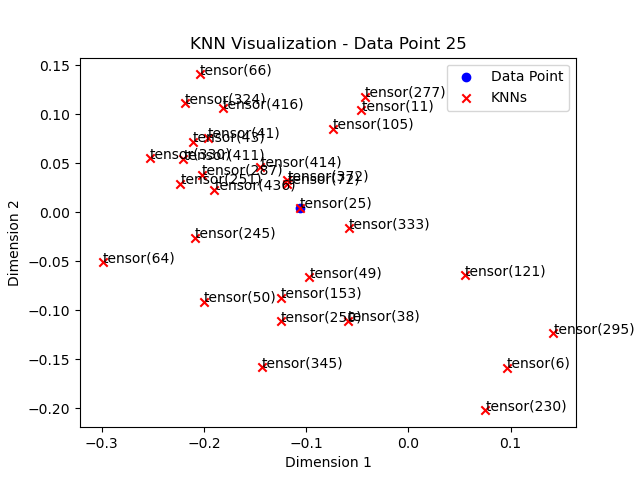 KNN Visualization - Data Point 25
Data Point
KNNs
tensor(66)
tensor(277)
tensor(324)
tensor(416)
tensor(11)
tensor(105)
tensor(41)
tensor(43)
tensor(330)
tensor(411)
tensor(414)
tensor(287)
tensor(372)
tensor(72)
tensor(251)
tensor(436)
tensor(25)
tensor(333)
tensor(245)
tensor(64)
tensor(49)
tensor(121)
tensor(50)
tensor(153)
tensor(38)
tensor(295)
tensor(345)
tensor(6)
tensor(230)
0.15
0.10
0.05
0.00
−0.05
−0.10
−0.15
−0.20
Dimension 2
−0.3
−0.2
−0.1
0.0
0.1
Dimension 1